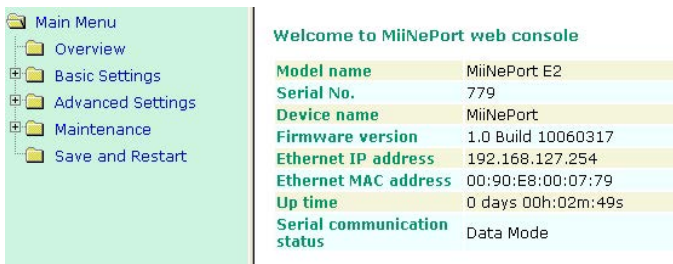 Main Menu
Overview
Basic Settings
Advanced Settings
Maintenance
Save and Restart
Welcome to MiiNePort web console
Model name MiiNePort E2
Serial No. 779
Device name MiiNePort
Firmware version 1.0 Build 10060317
Ethernet IP address 192.168.127.254
Ethernet MAC address 00:90:E8:00:07:79
Up time 0 days 00h:02m:49s
Serial communication
status Data Mode